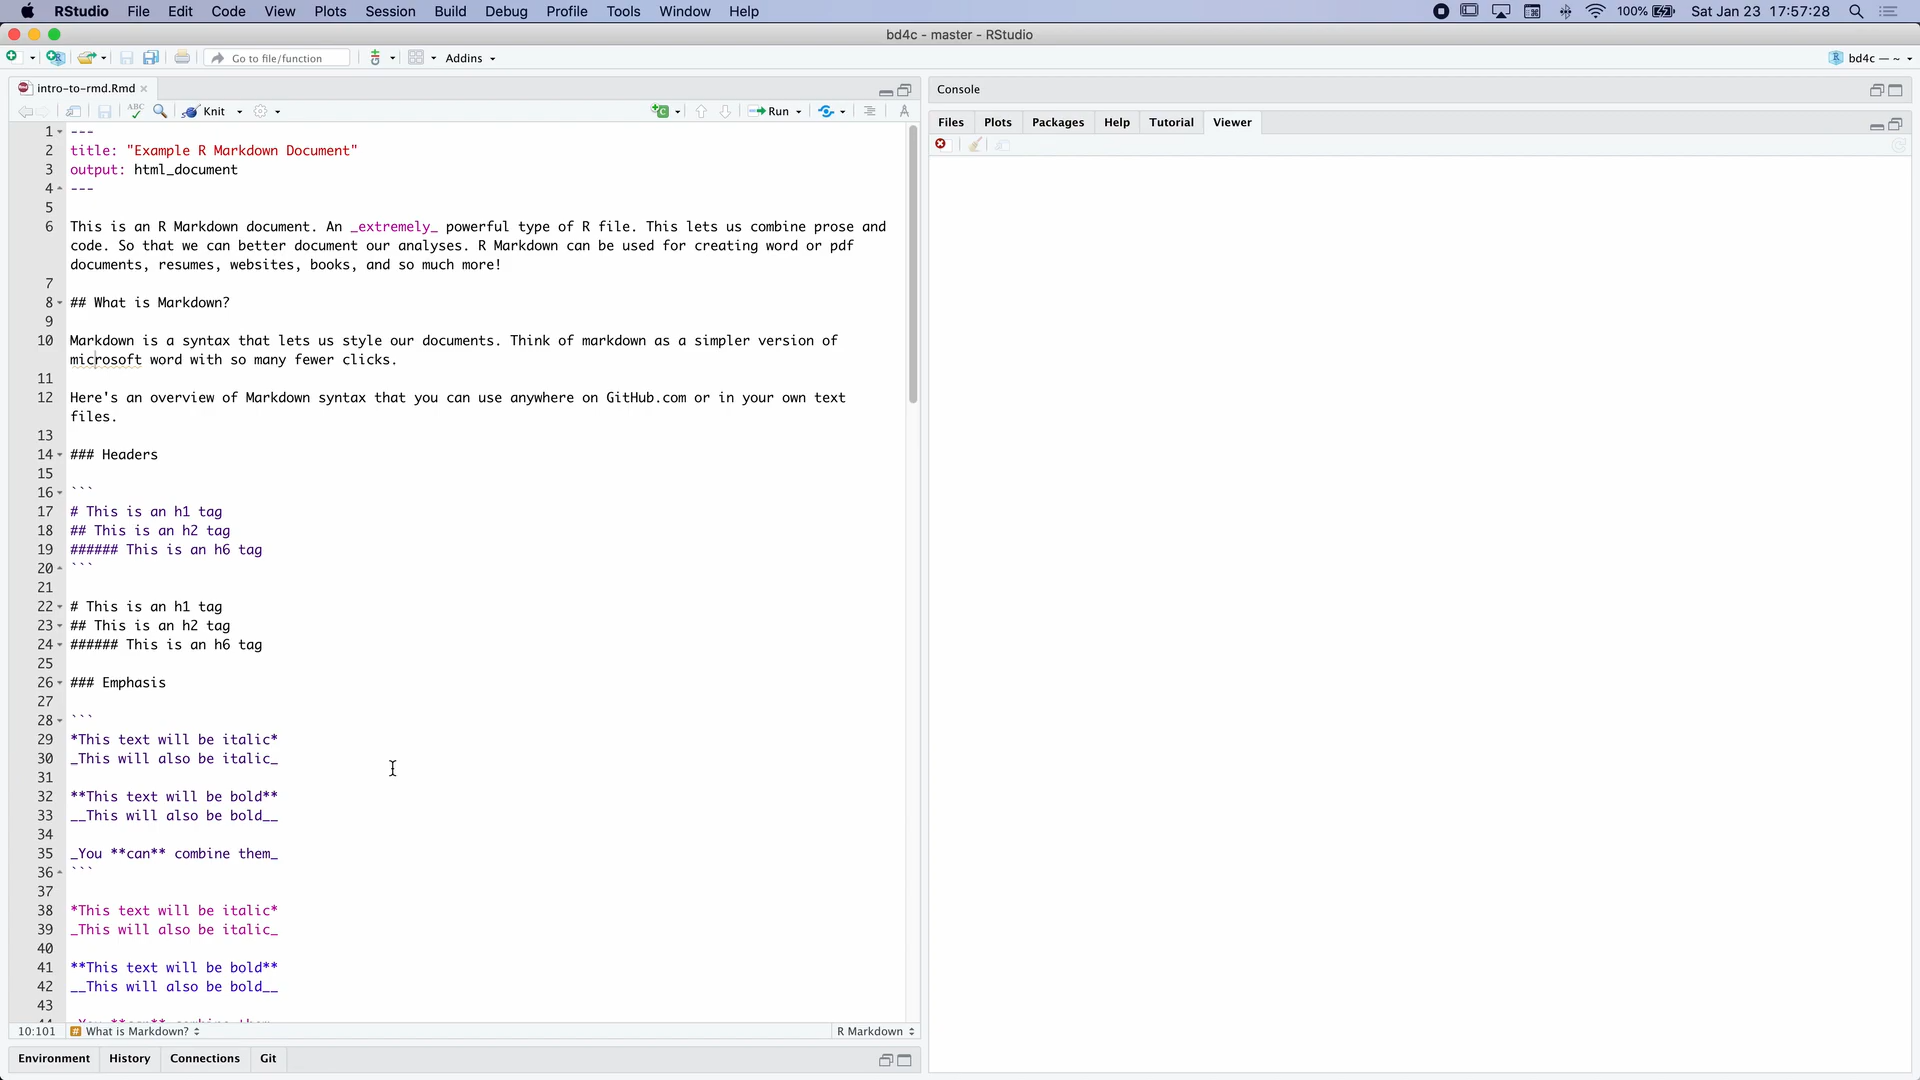 RStudio File Edit Code View Plots Session Build Debug Profile Tools Window Help 100% Sat Jan 23 17:57:28
bd4c - master - RStudio
Go to file/function Addins bd4c — ~
intro-to-rmd.Rmd
ABC Knit Run
1 ---
2 title: "Example R Markdown Document"
3 output: html_document
4 ---
5
6 This is an R Markdown document. An _extremely_ powerful type of R file. This lets us combine prose and
code. So that we can better document our analyses. R Markdown can be used for creating word or pdf
documents, resumes, websites, books, and so much more!
7
8 ## What is Markdown?
9
10 Markdown is a syntax that lets us style our documents. Think of markdown as a simpler version of
microsoft word with so many fewer clicks.
11
12 Here's an overview of Markdown syntax that you can use anywhere on GitHub.com or in your own text
files.
13
14 ### Headers
15
16 ```
17 # This is an h1 tag
18 ## This is an h2 tag
19 ###### This is an h6 tag
20 ```
21
22 # This is an h1 tag
23 ## This is an h2 tag
24 ###### This is an h6 tag
25
26 ### Emphasis
27
28 ```
29 *This text will be italic*
30 _This will also be italic_
31
32 **This text will be bold**
33 __This will also be bold__
34
35 _You **can** combine them_
36 ```
37
38 *This text will be italic*
39 _This will also be italic_
40
41 **This text will be bold**
42 __This will also be bold__
43
44 _You **can** combine them_
10:101 # What is Markdown? R Markdown
Environment History Connections Git
Console
Files Plots Packages Help Tutorial Viewer